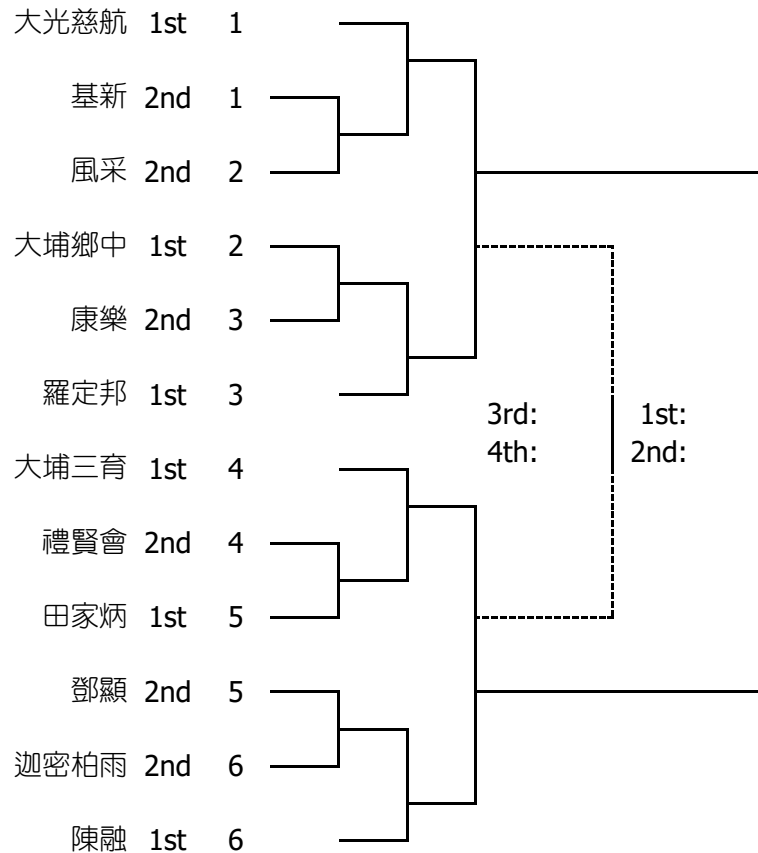 大光慈航 1st 1
基新 2nd 1
風采 2nd 2
大埔鄉中 1st 2
康樂 2nd 3
羅定邦 1st 3
3rd: 1st:
4th: 2nd:
大埔三育 1st 4
禮賢會 2nd 4
田家炳 1st 5
鄧顯 2nd 5
迦密柏雨 2nd 6
陳融 1st 6